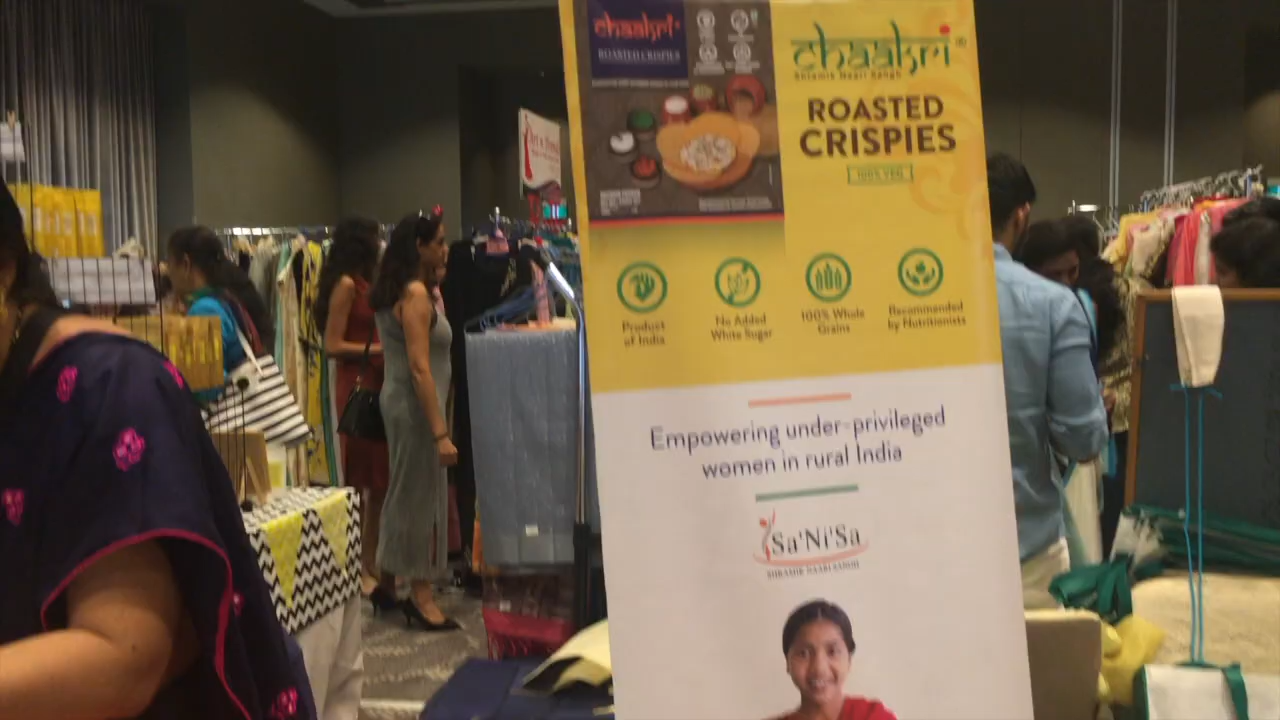 chaakri
ROASTED CRISPIES
chaakri®
Shramik Naari Sangh
ROASTED
CRISPIES
100% VEG
Product
of India
No Added
White Sugar
100% Whole
Grains
Recommended
by Nutritionists
Empowering under-privileged
women in rural India
Sa'Ni'Sa
SHRAMIK NAARI SANGH